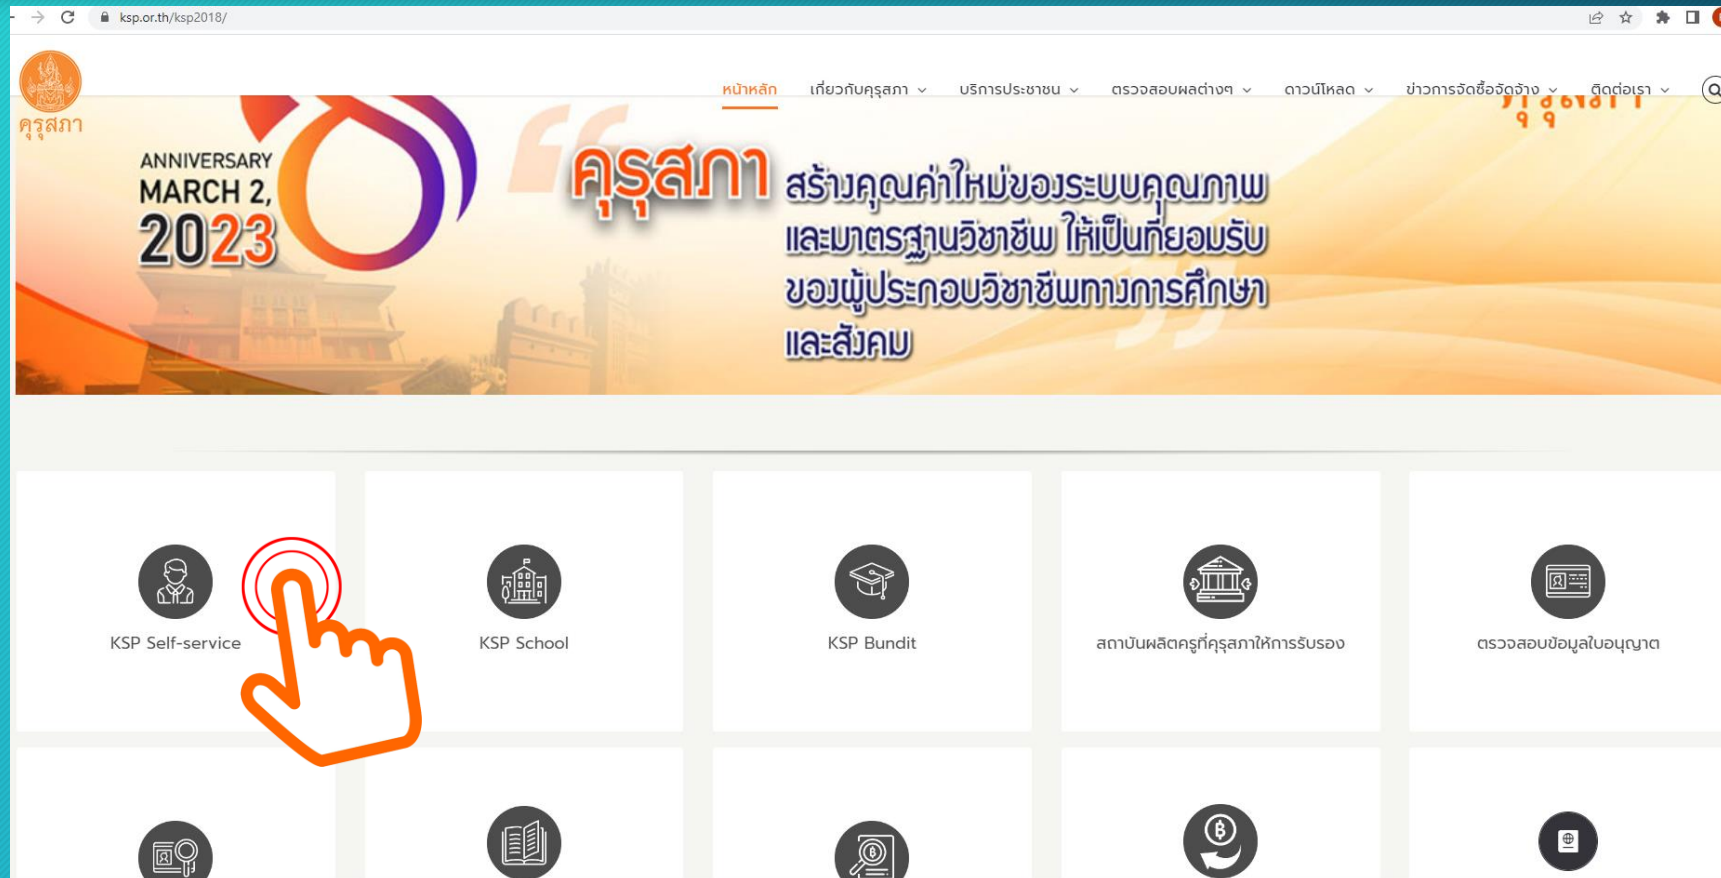 ksp.or.th/ksp2018/
คุรุสภา
หน้าหลัก เกี่ยวกับคุรุสภา บริการประชาชน ตรวจสอบผลต่างๆ ดาวน์โหลด ข่าวการจัดซื้อจัดจ้าง ติดต่อเรา
ANNIVERSARY
MARCH 2,
2023
“คุรุสภา
สร้างคุณค่าใหม่ของระบบคุณภาพ
และมาตรฐานวิชาชีพ ให้เป็นที่ยอมรับ
ของผู้ประกอบวิชาชีพทางการศึกษา
และสังคม ”
KSP Self-service
KSP School
KSP Bundit
สถาบันผลิตครูที่คุรุสภาให้การรับรอง
ตรวจสอบข้อมูลใบอนุญาต